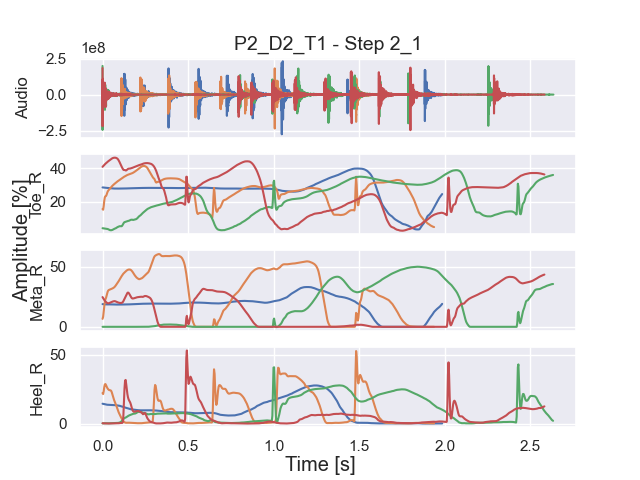 P2_D2_T1 - Step 2_1
1e8
2.5
0.0
−2.5
Audio
40
20
Toe_R
Amplitude [%]
50
0
Meta_R
50
0
Heel_R
0.0 0.5 1.0 1.5 2.0 2.5
Time [s]